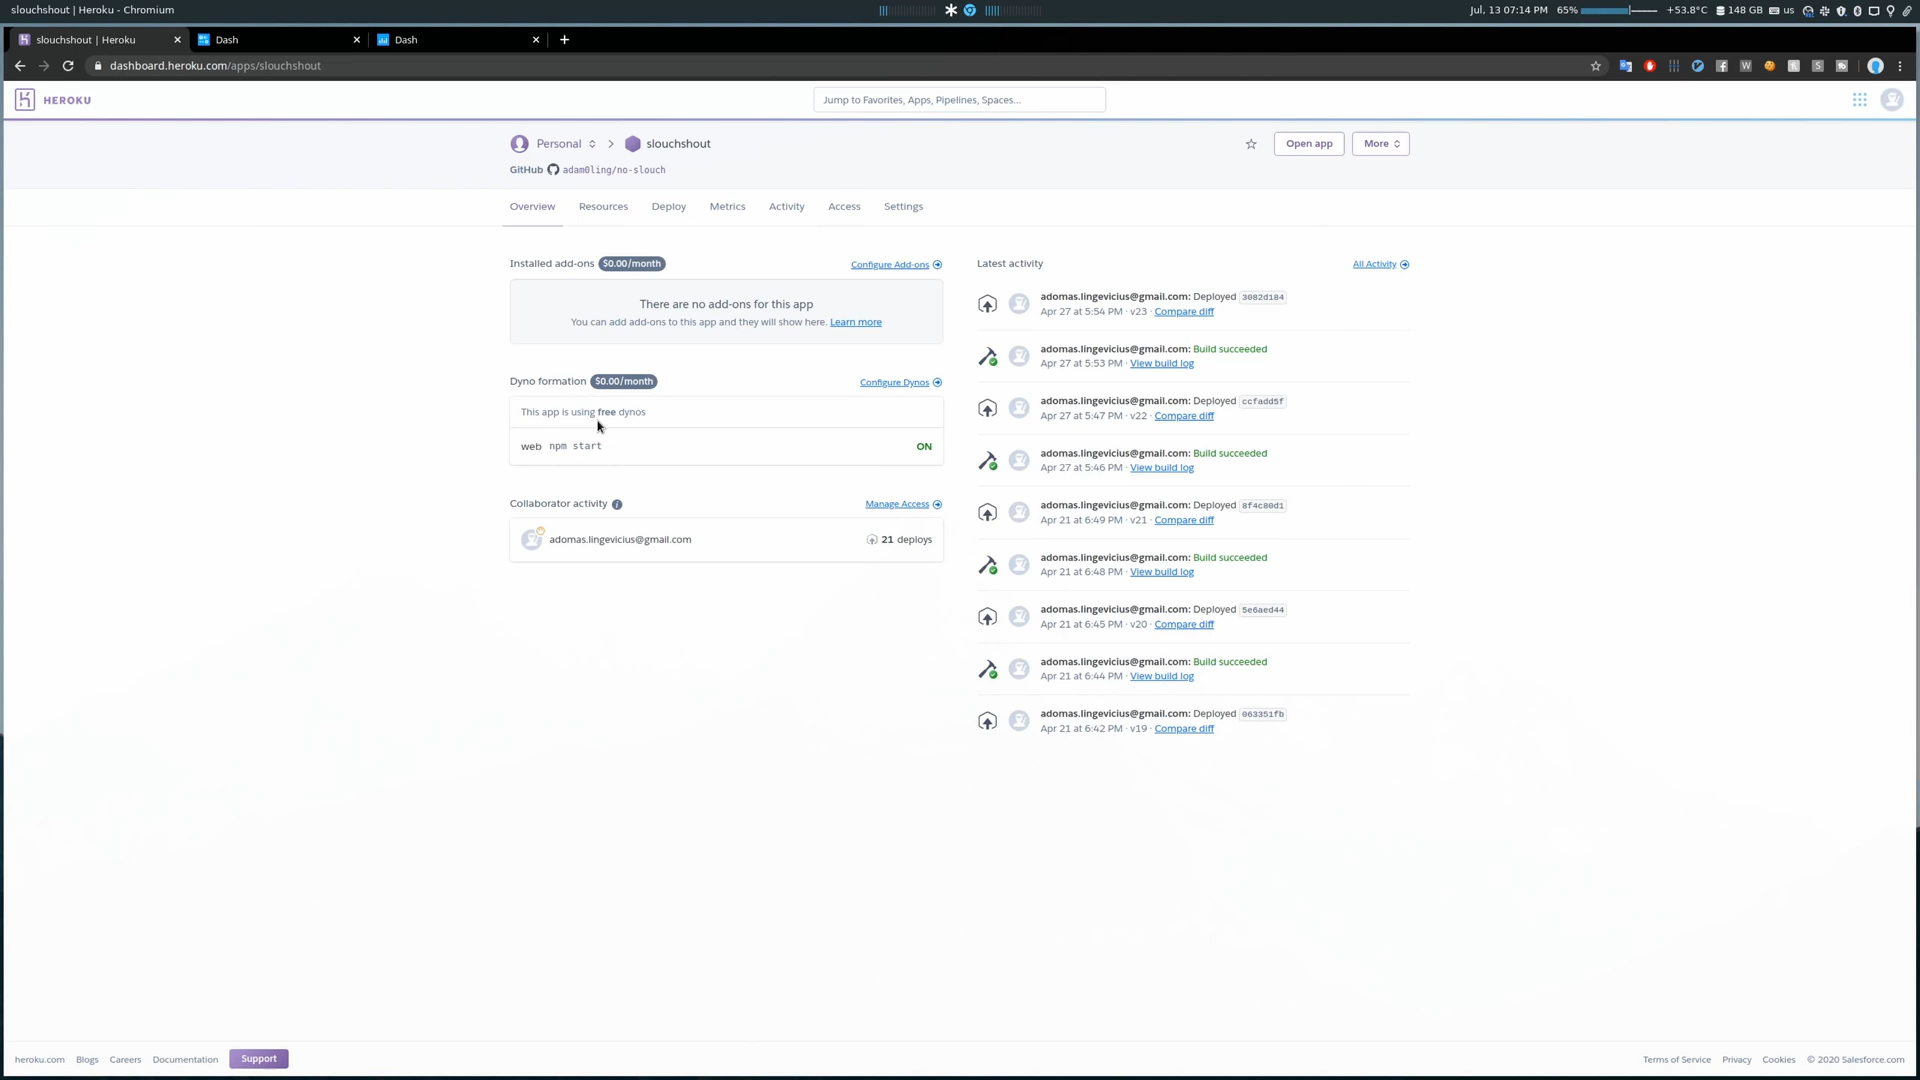 slouchshout | Heroku - Chromium
Jul, 13 07:14 PM 65% +53.8°C 148 GB us
slouchshout | Heroku
Dash
Dash
dashboard.heroku.com/apps/slouchshout
HEROKU
Jump to Favorites, Apps, Pipelines, Spaces...
Personal
slouchshout
Open app
More
GitHub adam0ling/no-slouch
Overview
Resources
Deploy
Metrics
Activity
Access
Settings
Installed add-ons $0.00/month
Configure Add-ons
There are no add-ons for this app
You can add add-ons to this app and they will show here. Learn more
Dyno formation $0.00/month
Configure Dynos
This app is using free dynos
web npm start ON
Collaborator activity
Manage Access
adomas.lingevicius@gmail.com 21 deploys
Latest activity
All Activity
adomas.lingevicius@gmail.com: Deployed 3082d184
Apr 27 at 5:54 PM · v23 · Compare diff
adomas.lingevicius@gmail.com: Build succeeded
Apr 27 at 5:53 PM · View build log
adomas.lingevicius@gmail.com: Deployed ccfadd5f
Apr 27 at 5:47 PM · v22 · Compare diff
adomas.lingevicius@gmail.com: Build succeeded
Apr 27 at 5:46 PM · View build log
adomas.lingevicius@gmail.com: Deployed 8f4c80d1
Apr 21 at 6:49 PM · v21 · Compare diff
adomas.lingevicius@gmail.com: Build succeeded
Apr 21 at 6:48 PM · View build log
adomas.lingevicius@gmail.com: Deployed 5e6aed44
Apr 21 at 6:45 PM · v20 · Compare diff
adomas.lingevicius@gmail.com: Build succeeded
Apr 21 at 6:44 PM · View build log
adomas.lingevicius@gmail.com: Deployed 063351fb
Apr 21 at 6:42 PM · v19 · Compare diff
heroku.com
Blogs
Careers
Documentation
Support
Terms of Service
Privacy
Cookies
© 2020 Salesforce.com